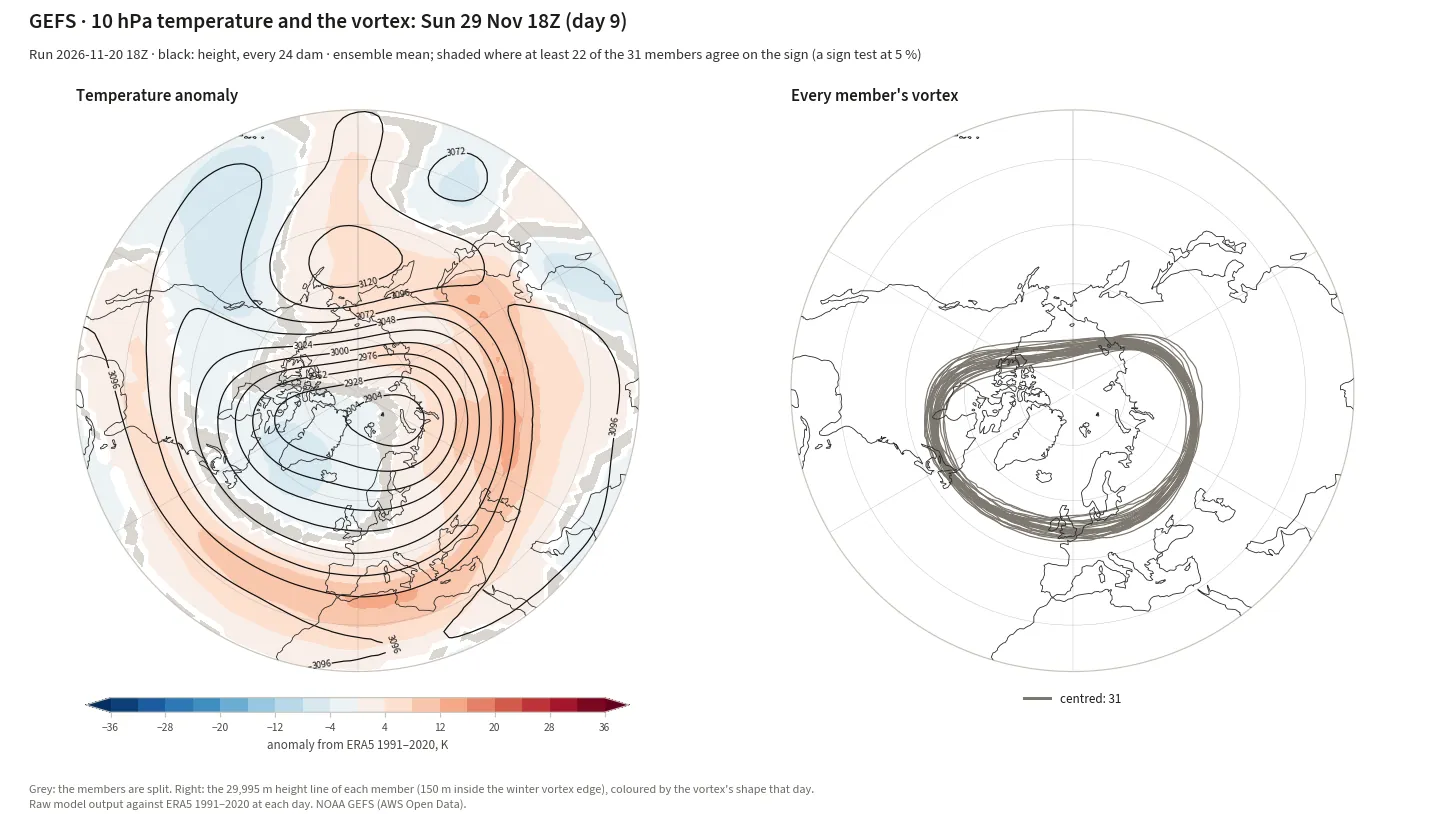 GEFS · 10 hPa temperature and the vortex: Sun 29 Nov 18Z (day 9)
Run 2026-11-20 18Z · black: height, every 24 dam · ensemble mean; shaded where at least 22 of the 31 members agree on the sign (a sign test at 5 %)
Temperature anomaly
Every member's vortex
3072
3120
3096
3072
3048
3024
3000
2976
2928
2904
3096
3096
3096
3096
centred: 31
−36 −28 −20 −12 −4 4 12 20 28 36
anomaly from ERA5 1991–2020, K
Grey: the members are split. Right: the 29,995 m height line of each member (150 m inside the winter vortex edge), coloured by the vortex's shape that day.
Raw model output against ERA5 1991–2020 at each day. NOAA GEFS (AWS Open Data).